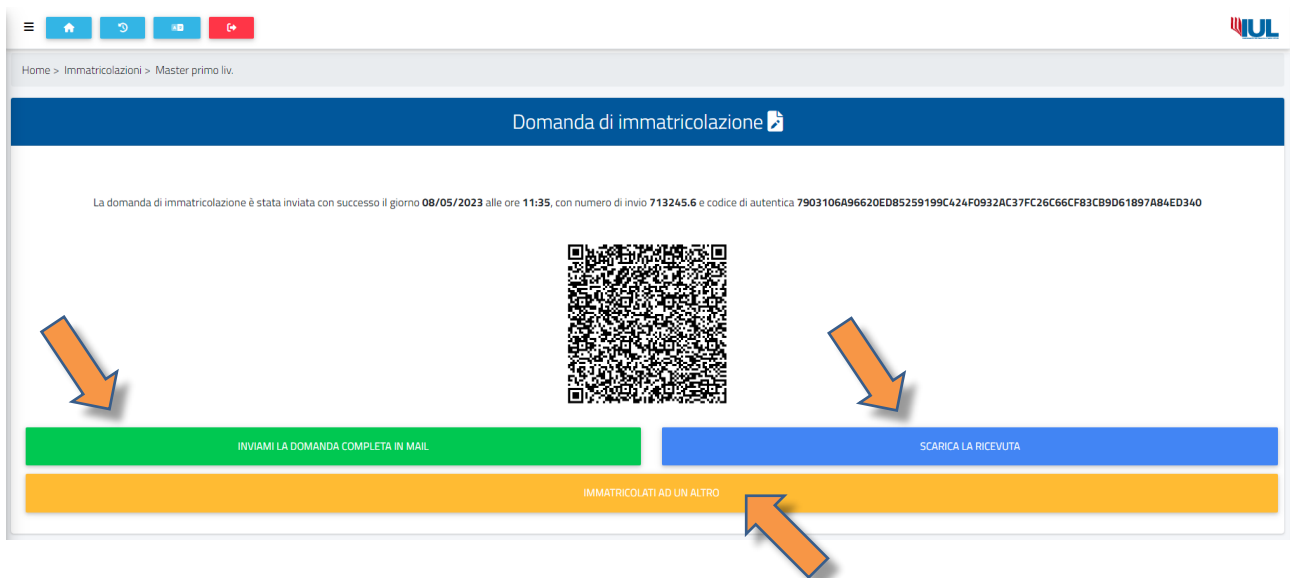 IUL
Home > Immatricolazioni > Master primo liv.
Domanda di immatricolazione
La domanda di immatricolazione è stata inviata con successo il giorno 08/05/2023 alle ore 11:35, con numero di invio 713245.6 e codice di autentica 7903106A96620ED85259199C424F0932AC37FC26C66CF83CB9D61897A84ED340
INVIAMI LA DOMANDA COMPLETA IN MAIL
SCARICA LA RICEVUTA
IMMATRICOLATI AD UN ALTRO